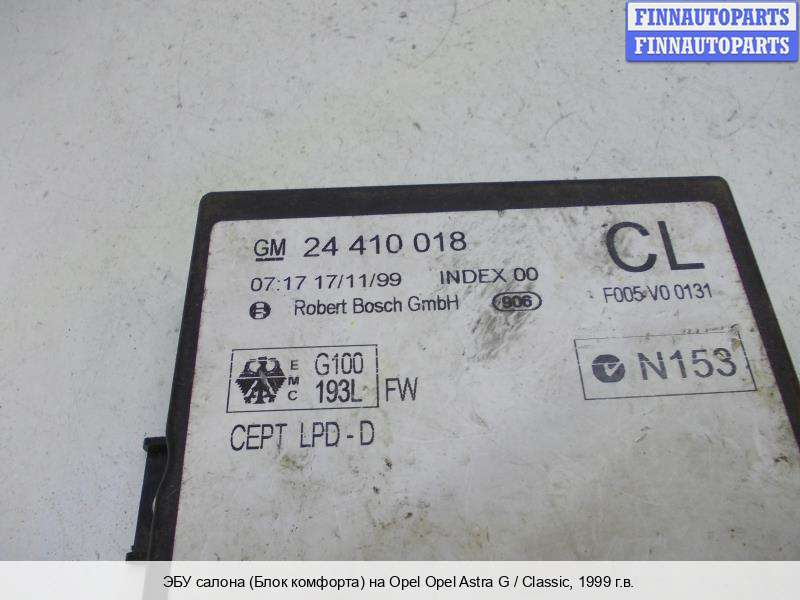 FINNAUTOPARTS
FINNAUTOPARTS
GM 24 410 018
CL
07:17 17/11/99 INDEX 00
F005 V0 0131
Robert Bosch GmbH 906
EMC G100
193L FW
N153
CEPT LPD - D
ЭБУ салона (Блок комфорта) на Opel Opel Astra G / Classic, 1999 г.в.